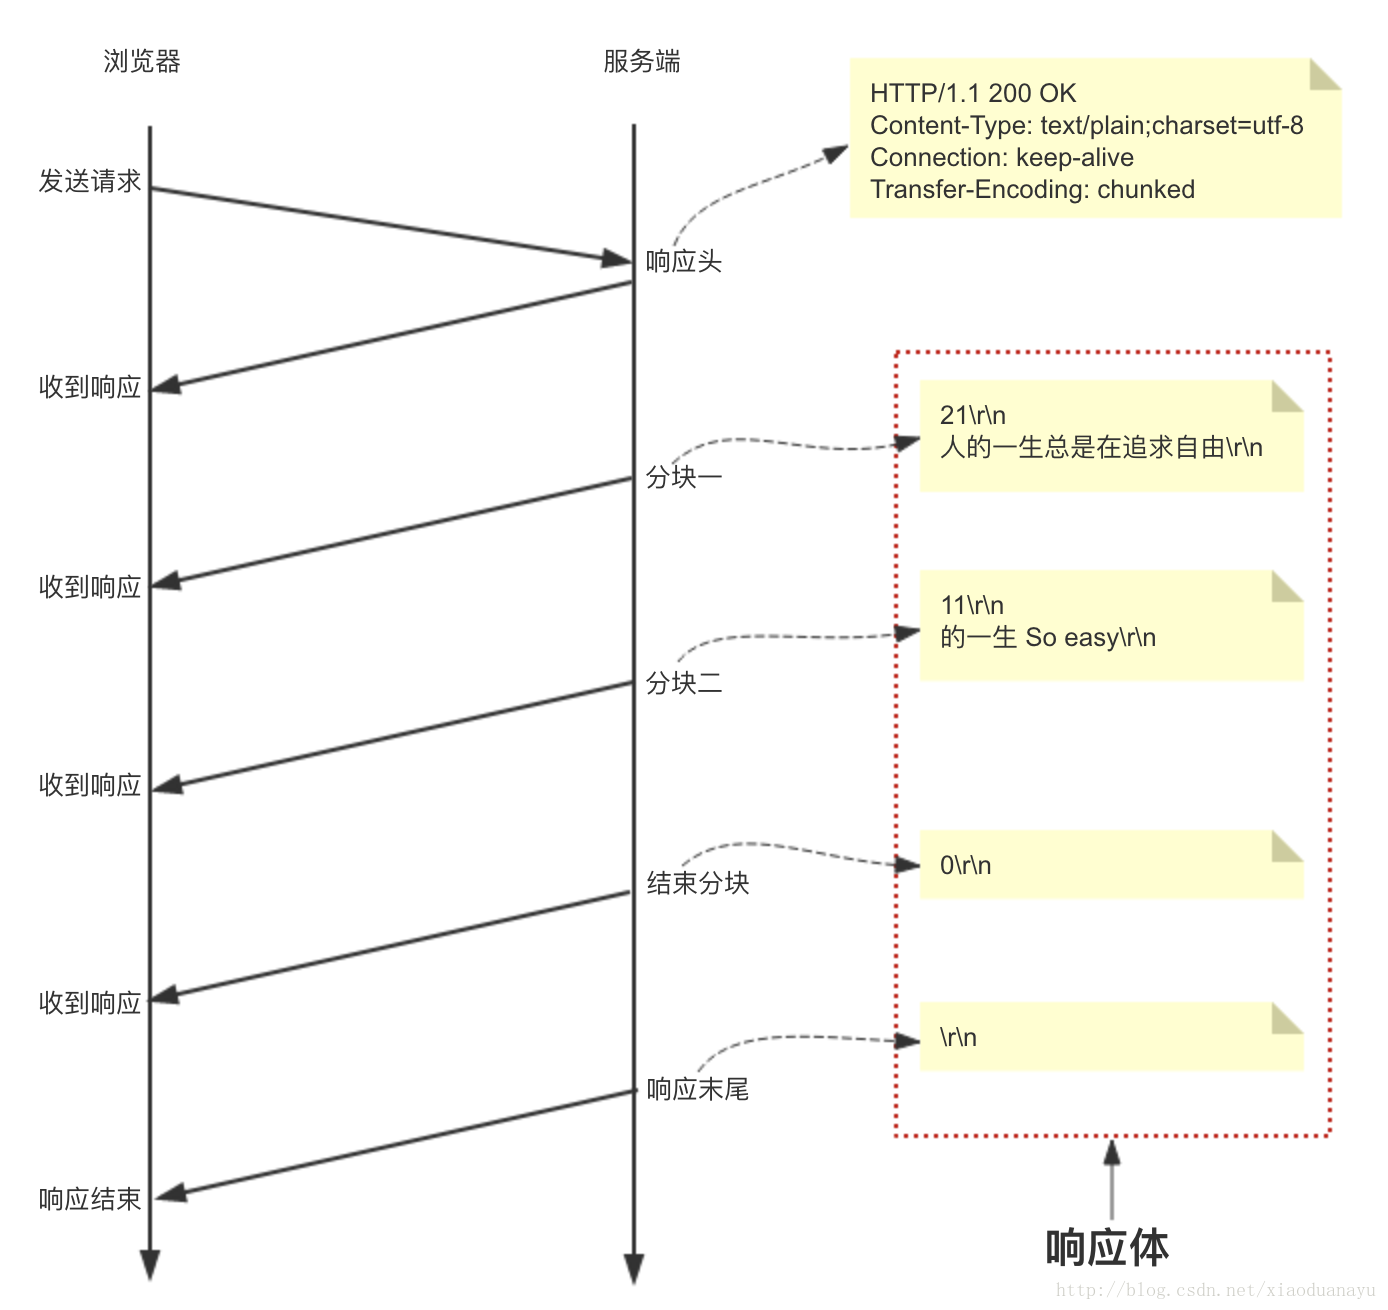 浏览器
服务端
HTTP/1.1 200 OK
Content-Type: text/plain;charset=utf-8
Connection: keep-alive
Transfer-Encoding: chunked
发送请求
响应头
收到响应
21\r\n
人的一生总是在追求自由\r\n
分块一
收到响应
11\r\n
的一生 So easy\r\n
分块二
收到响应
0\r\n
结束分块
收到响应
\r\n
响应末尾
响应结束
响应体
http://blog.csdn.net/xiaoduanayu